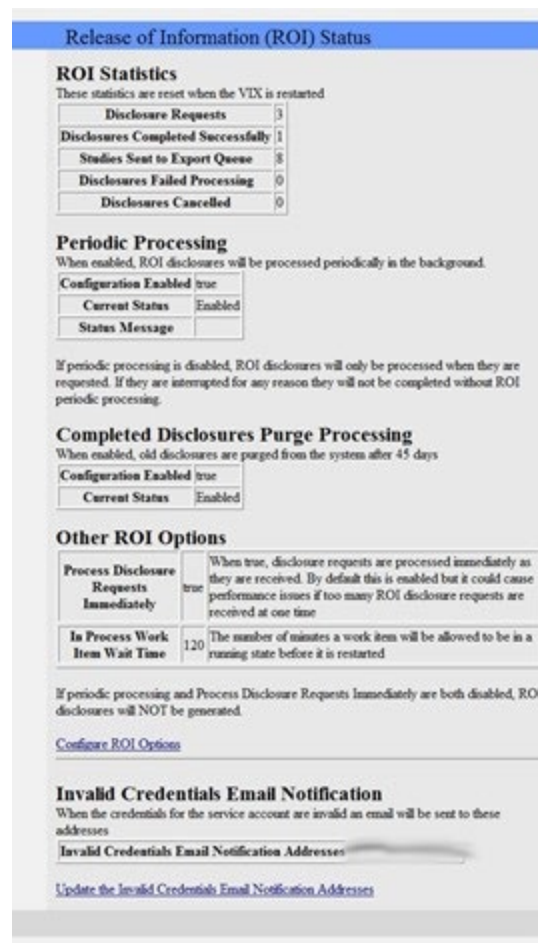 Release of Information (ROI) Status
ROI Statistics
These statistics are reset when the VIX is restarted
Disclosure Requests 3
Disclosures Completed Successfully 1
Studies Sent to Export Queue 8
Disclosures Failed Processing 0
Disclosures Cancelled 0
Periodic Processing
When enabled, ROI disclosures will be processed periodically in the background.
Configuration Enabled true
Current Status Enabled
Status Message
If periodic processing is disabled, ROI disclosures will only be processed when they are
requested. If they are interrupted for any reason they will not be completed without ROI
periodic processing.
Completed Disclosures Purge Processing
When enabled, old disclosures are purged from the system after 45 days
Configuration Enabled true
Current Status Enabled
Other ROI Options
Process Disclosure Requests Immediately true When true, disclosure requests are processed immediately as
they are received. By default this is enabled but it could cause
performance issues if too many ROI disclosure requests are
received at one time
In Process Work Item Wait Time 120 The number of minutes a work item will be allowed to be in a
running state before it is restarted
If periodic processing and Process Disclosure Requests Immediately are both disabled, RO
disclosures will NOT be generated.
Configure ROI Options
Invalid Credentials Email Notification
When the credentials for the service account are invalid an email will be sent to these
addresses
Invalid Credentials Email Notification Addresses
Update the Invalid Credentials Email Notification Addresses